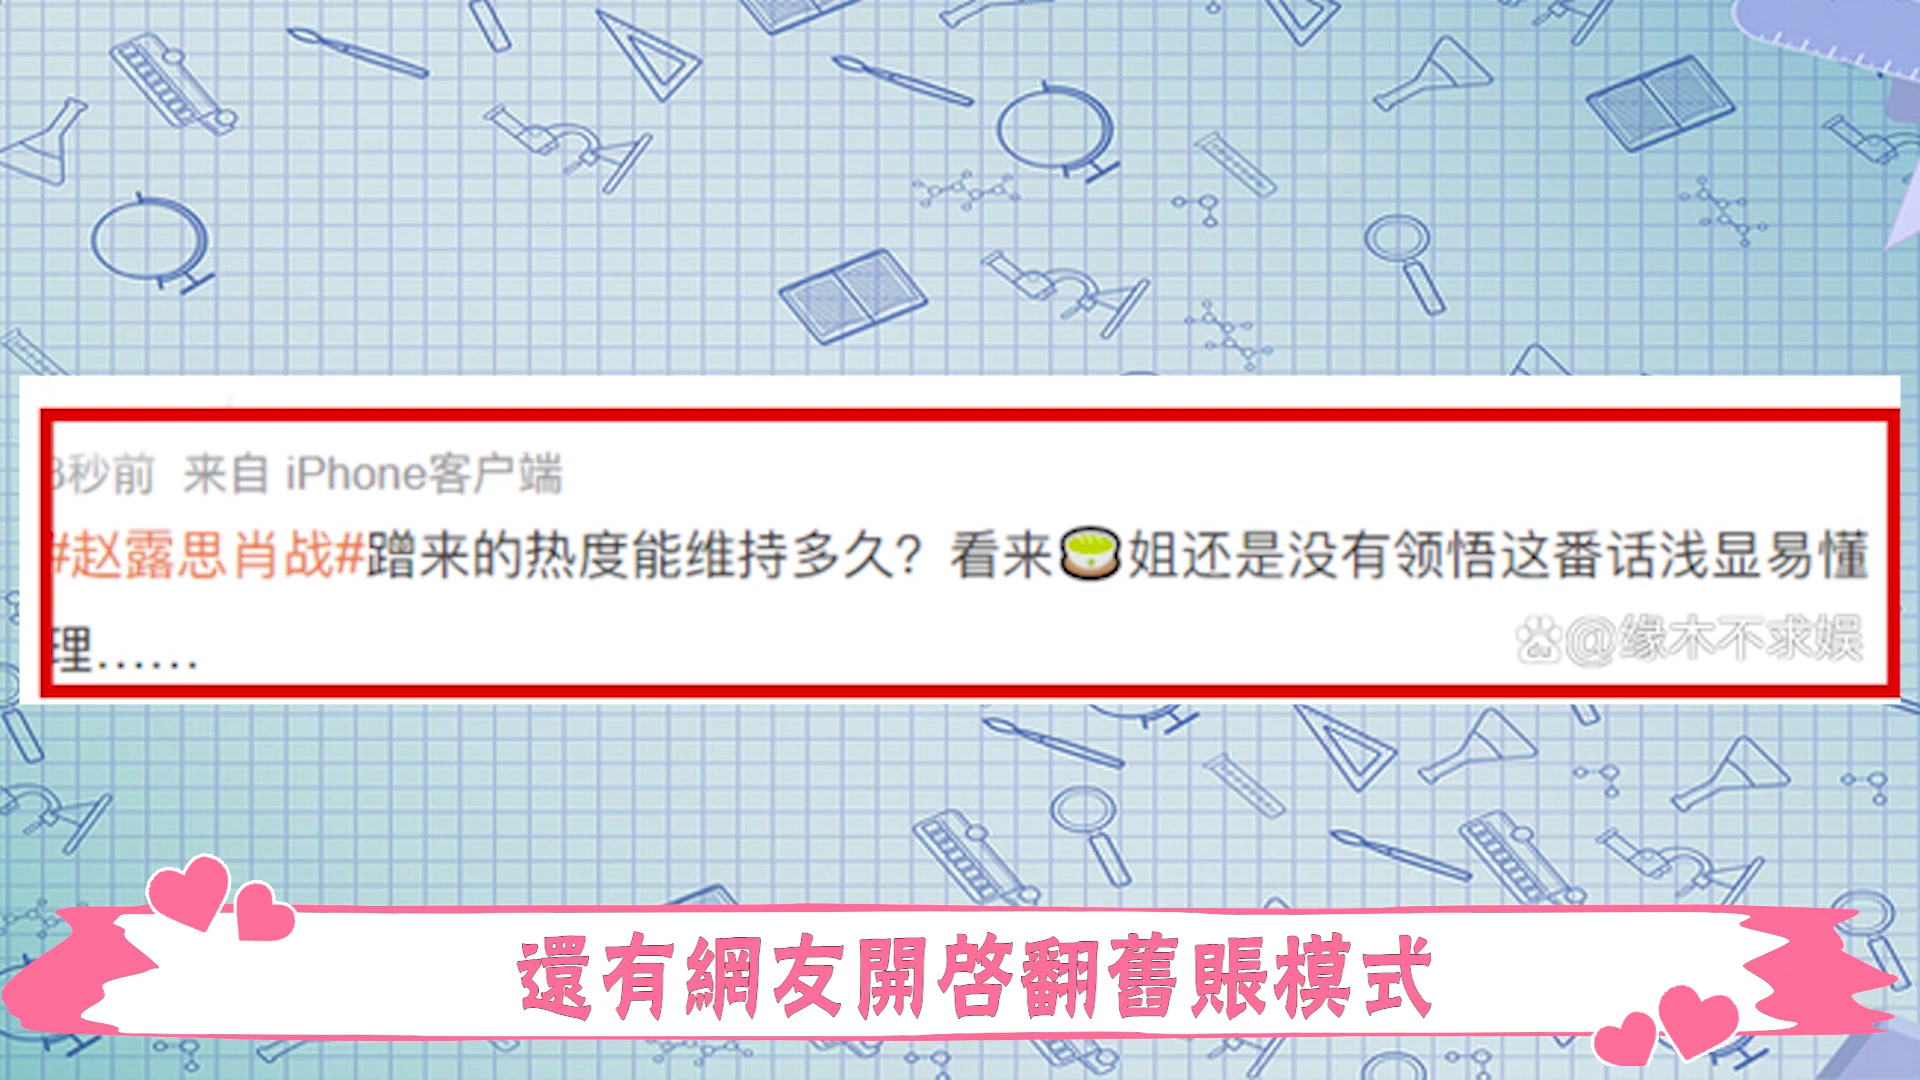 8秒前 来自 iPhone客户端
#赵露思肖战#蹭来的热度能维持多久？看来🍵姐还是没有领悟这番话浅显易懂
理……
@缘木不求娱
還有網友開啓翻舊賬模式